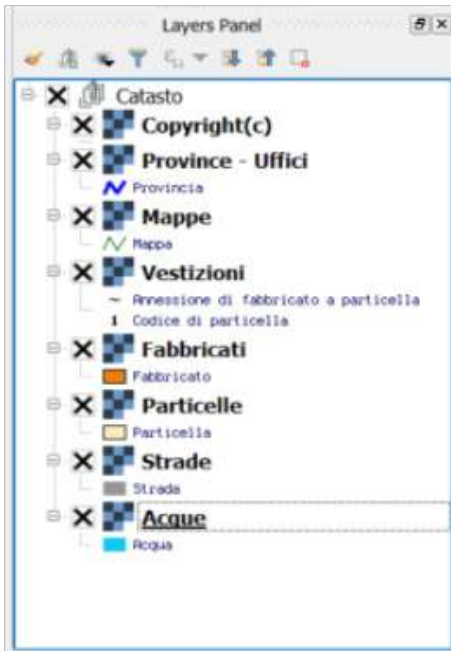 Layers Panel
Catasto
Copyright(c)
Province - Uffici
Provincia
Mappe
Mappa
Vestizioni
~ Annessione di fabbricato a particella
1 Codice di particella
Fabbricati
Fabbricato
Particelle
Particella
Strade
Strada
Acque
Acqua